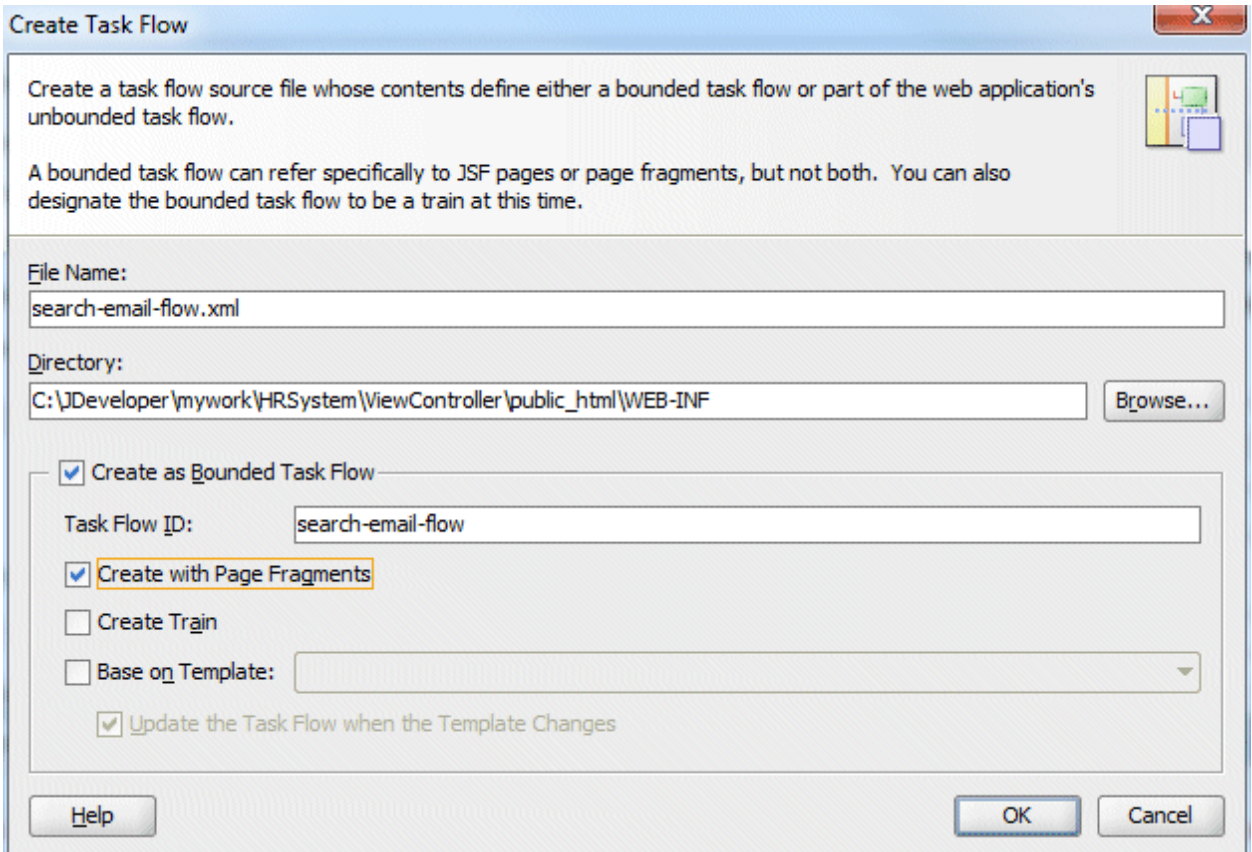 Create Task Flow
Create a task flow source file whose contents define either a bounded task flow or part of the web application's
unbounded task flow.
A bounded task flow can refer specifically to JSF pages or page fragments, but not both.  You can also
designate the bounded task flow to be a train at this time.
File Name:
search-email-flow.xml
Directory:
C:\JDeveloper\mywork\HRSystem\ViewController\public_html\WEB-INF
Browse...
Create as Bounded Task Flow
Task Flow ID:
search-email-flow
Create with Page Fragments
Create Train
Base on Template:
Update the Task Flow when the Template Changes
Help
OK
Cancel